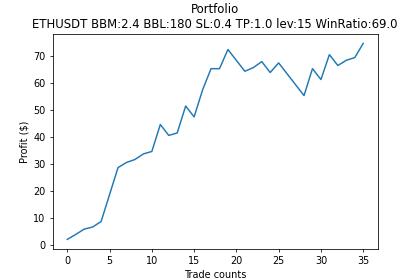 Portfolio
ETHUSDT BBM:2.4 BBL:180 SL:0.4 TP:1.0 lev:15 WinRatio:69.0
Profit ($)
70
60
50
40
30
20
10
0
0 5 10 15 20 25 30 35
Trade counts